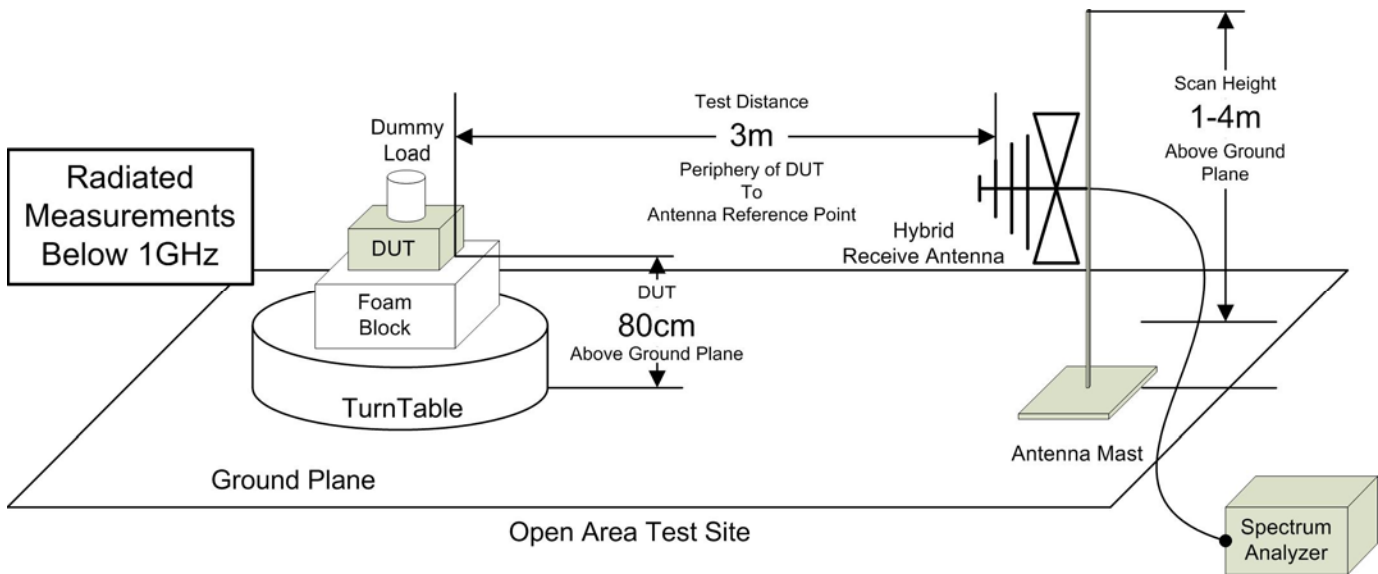 Radiated
Measurements
Below 1GHz
Dummy
Load
DUT
Foam
Block
TurnTable
Ground Plane
Test Distance
3m
Periphery of DUT
To
Antenna Reference Point
DUT
80cm
Above Ground Plane
Hybrid
Receive Antenna
Scan Height
1-4m
Above Ground
Plane
Antenna Mast
Open Area Test Site
Spectrum
Analyzer